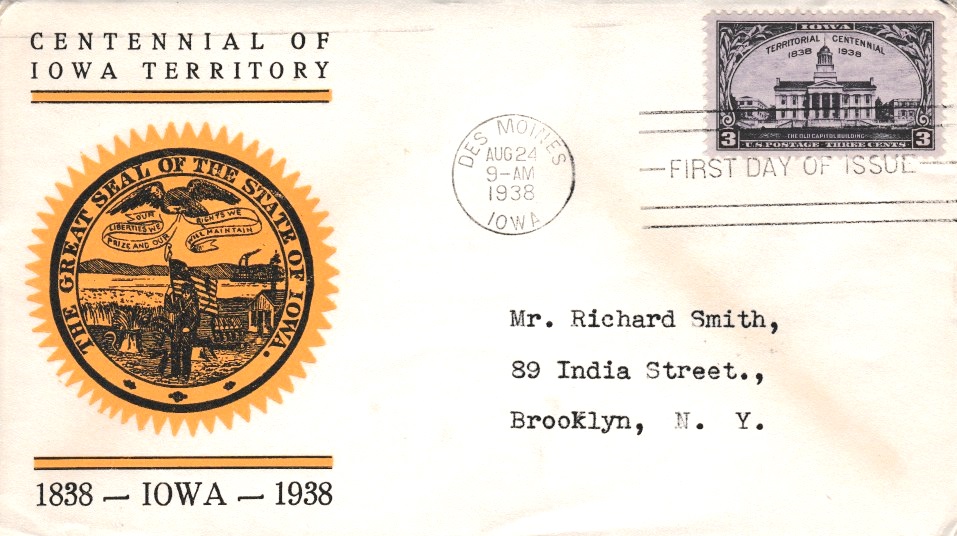 CENTENNIAL OF
IOWA TERRITORY
THE GREAT SEAL OF THE STATE OF IOWA.
OUR
LIBERTIES WE
PRIZE AND OUR
RIGHTS WE
WILL MAINTAIN
1838 — IOWA — 1938
DES MOINES
AUG 24
9-AM
1938
IOWA
IOWA
TERRITORIAL CENTENNIAL
1838 1938
THE OLD CAPITOL BUILDING
3 3
U.S. POSTAGE THREE CENTS
FIRST DAY OF ISSUE
Mr. Richard Smith,
89 India Street.,
Brooklyn, N. Y.